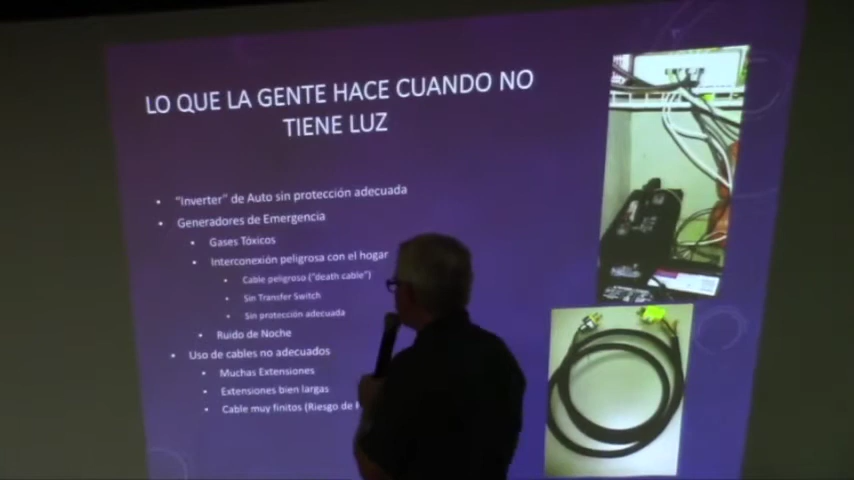 LO QUE LA GENTE HACE CUANDO NO
TIENE LUZ
• "Inverter" de Auto sin protección adecuada
• Generadores de Emergencia
• Gases Tóxicos
• Interconexión peligrosa con el hogar
• Cable peligroso ("death cable")
• Sin Transfer Switch
• Sin protección adecuada
• Ruido de Noche
• Uso de cables no adecuados
• Muchas Extensiones
• Extensiones bien largas
• Cable muy finitos (Riesgo de